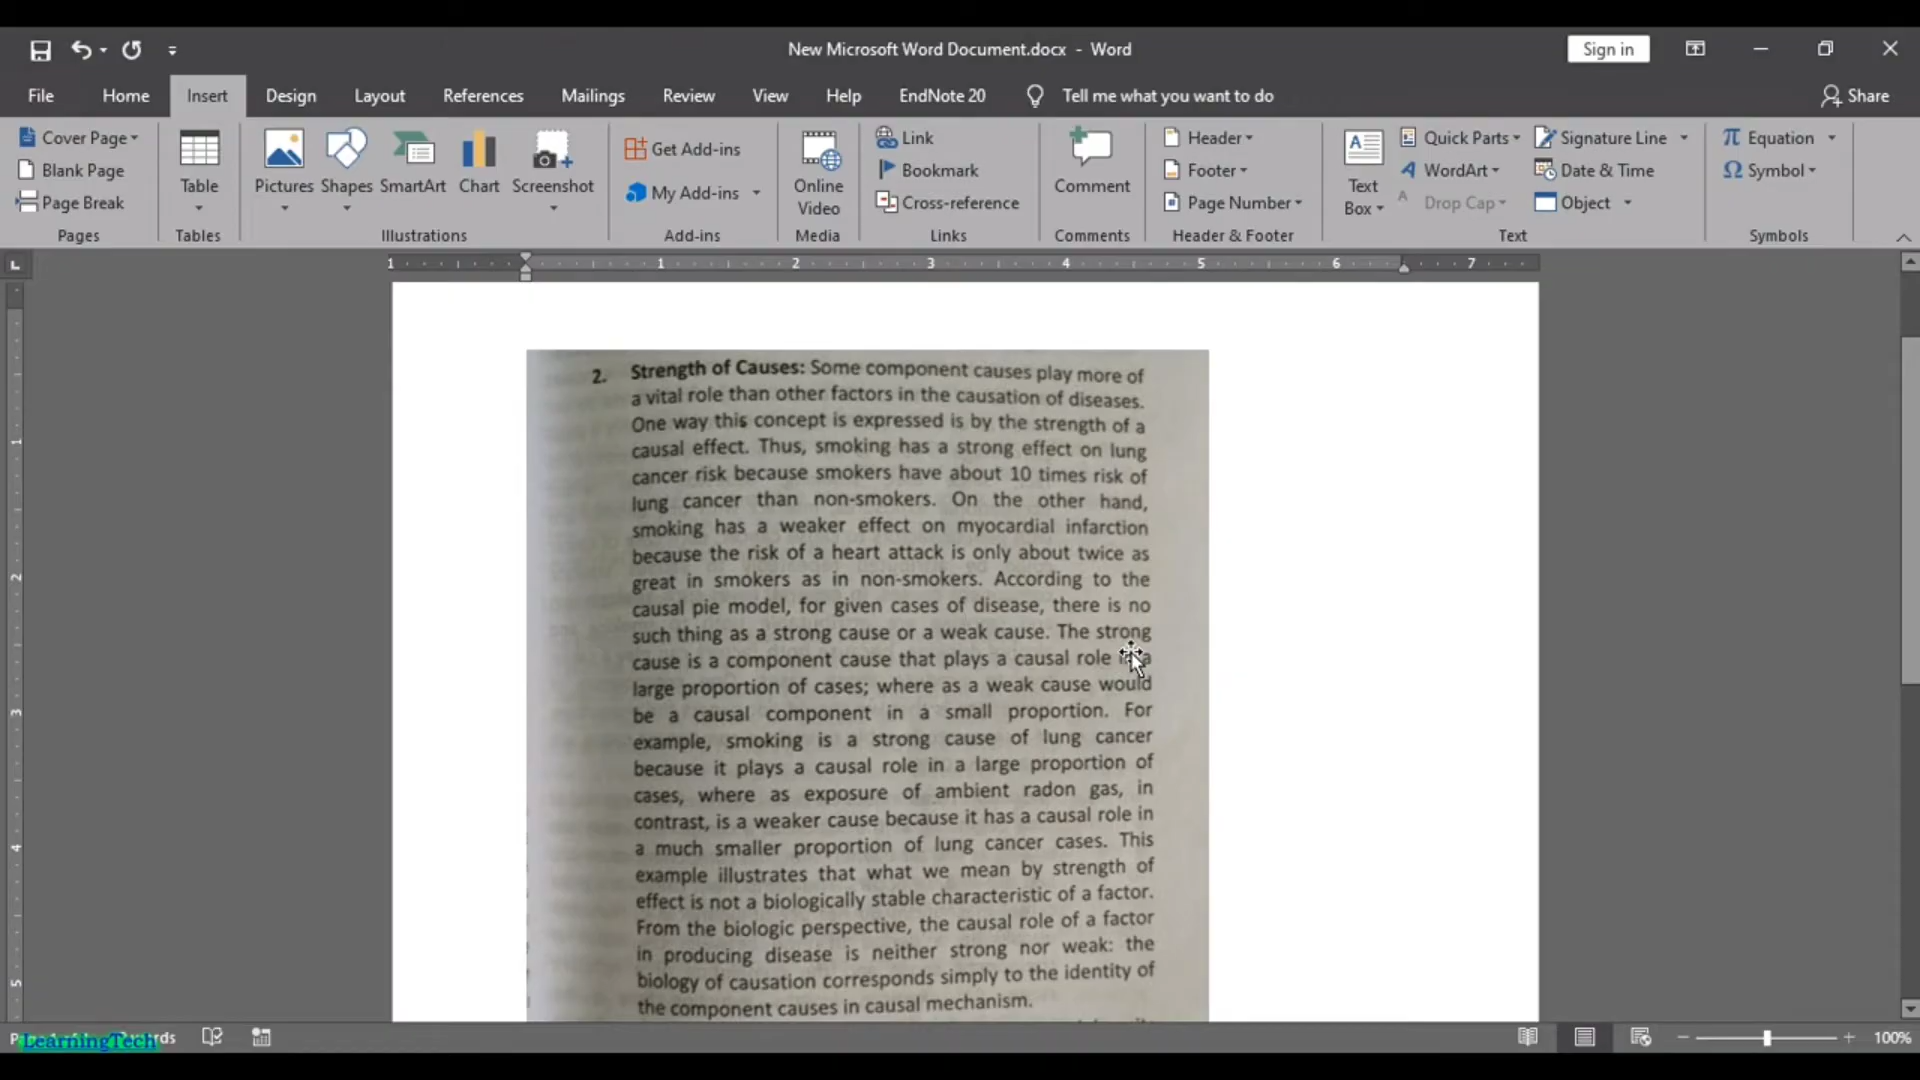 New Microsoft Word Document.docx - Word
Sign in
File Home Insert Design Layout References Mailings Review View Help EndNote 20 Tell me what you want to do Share
Cover Page
Blank Page
Page Break
Pages
Table
Tables
Pictures Shapes SmartArt Chart Screenshot
Illustrations
Get Add-ins
My Add-ins
Add-ins
Online
Video
Media
Link
Bookmark
Cross-reference
Links
Comment
Comments
Header
Footer
Page Number
Header & Footer
Text
Box
Quick Parts
WordArt
Drop Cap
Signature Line
Date & Time
Object
Text
Equation
Symbol
Symbols
1 1 2 3 4 5 6 7
1
2
3
4
5
2. Strength of Causes: Some component causes play more of
a vital role than other factors in the causation of diseases.
One way this concept is expressed is by the strength of a
causal effect. Thus, smoking has a strong effect on lung
cancer risk because smokers have about 10 times risk of
lung cancer than non-smokers. On the other hand,
smoking has a weaker effect on myocardial infarction
because the risk of a heart attack is only about twice as
great in smokers as in non-smokers. According to the
causal pie model, for given cases of disease, there is no
such thing as a strong cause or a weak cause. The strong
cause is a component cause that plays a causal role in a
large proportion of cases; where as a weak cause would
be a causal component in a small proportion. For
example, smoking is a strong cause of lung cancer
because it plays a causal role in a large proportion of
cases, where as exposure of ambient radon gas, in
contrast, is a weaker cause because it has a causal role in
a much smaller proportion of lung cancer cases. This
example illustrates that what we mean by strength of
effect is not a biologically stable characteristic of a factor.
From the biologic perspective, the causal role of a factor
in producing disease is neither strong nor weak: the
biology of causation corresponds simply to the identity of
the component causes in causal mechanism.
LearningTech
100%